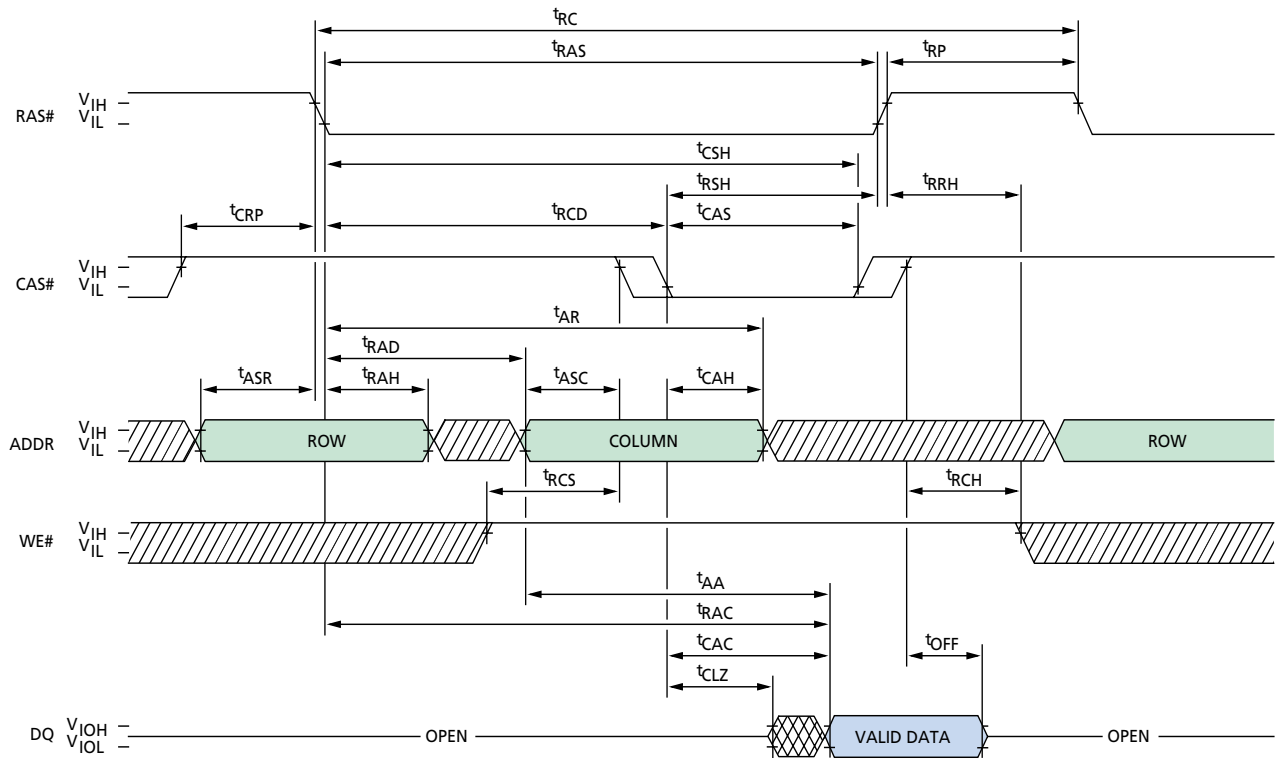 tRC
tRAS tRP
RAS# VIH
VIL
tCSH
tRSH tRRH
tCRP tRCD tCAS
CAS# VIH
VIL
tAR
tRAD
tASR tRAH tASC tCAH
ADDR VIH
VIL
ROW COLUMN ROW
tRCS tRCH
WE# VIH
VIL
tAA
tRAC
tCAC tOFF
tCLZ
DQ VIOH
VIOL
OPEN VALID DATA OPEN